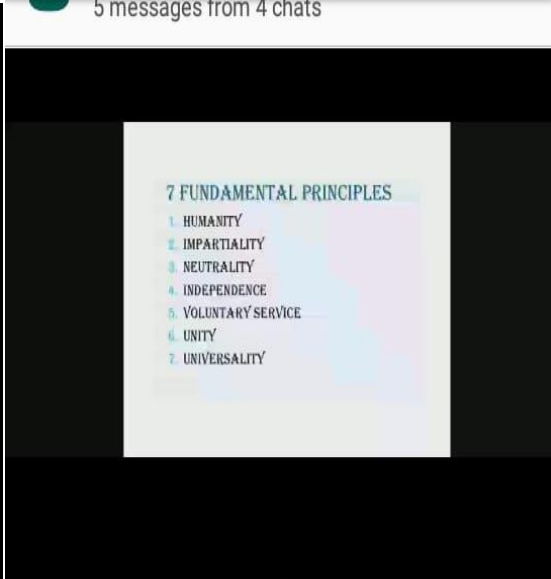 5 messages from 4 chats
7 FUNDAMENTAL PRINCIPLES
1. HUMANITY
2. IMPARTIALITY
3. NEUTRALITY
4. INDEPENDENCE
5. VOLUNTARY SERVICE
6. UNITY
7. UNIVERSALITY